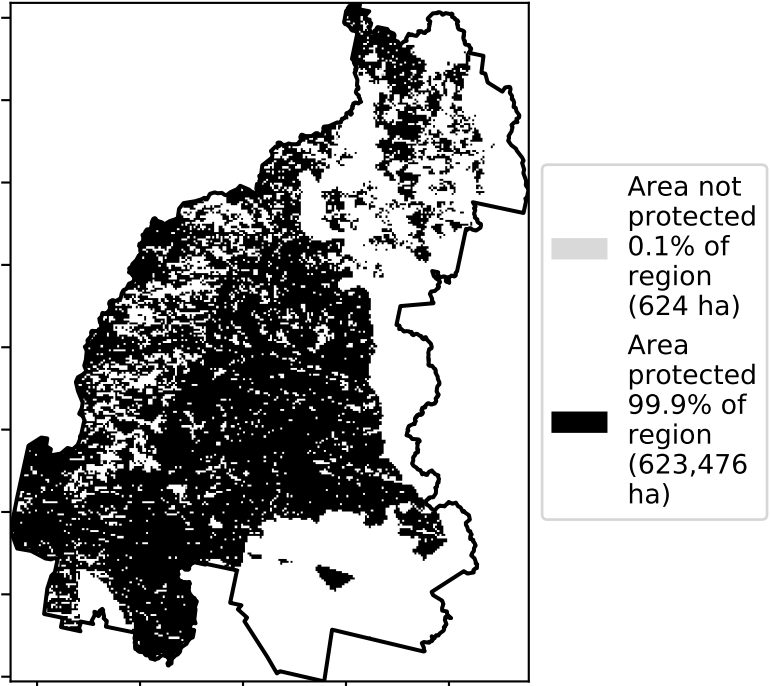 Area not
protected
0.1% of
region
(624 ha)
Area
protected
99.9% of
region
(623,476
ha)